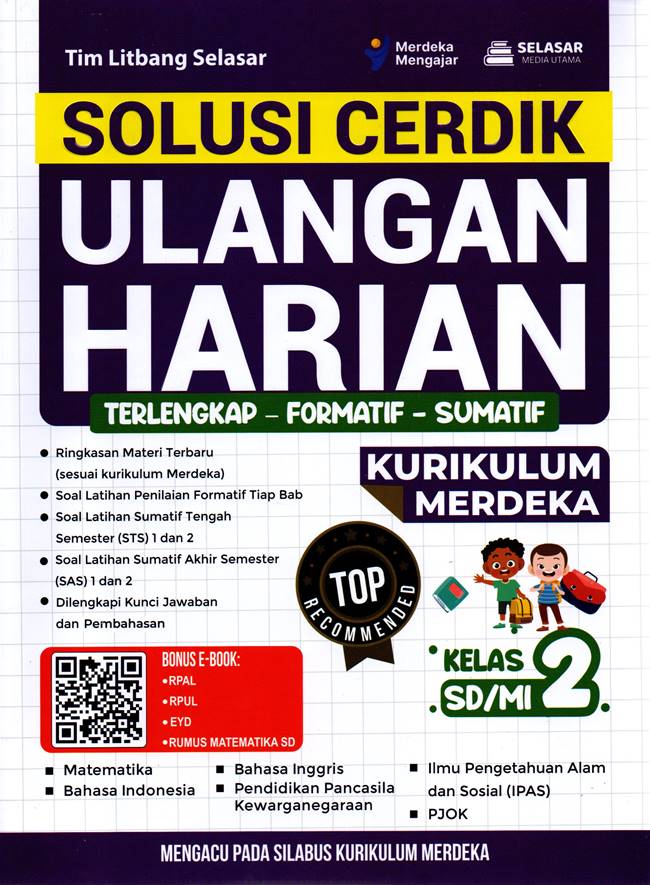 Tim Litbang Selasar
Merdeka
Mengajar
SELASAR
MEDIA UTAMA
SOLUSI CERDIK
ULANGAN
HARIAN
TERLENGKAP – FORMATIF – SUMATIF
• Ringkasan Materi Terbaru
(sesuai kurikulum Merdeka)
• Soal Latihan Penilaian Formatif Tiap Bab
• Soal Latihan Sumatif Tengah
Semester (STS) 1 dan 2
• Soal Latihan Sumatif Akhir Semester
(SAS) 1 dan 2
• Dilengkapi Kunci Jawaban
dan Pembahasan
KURIKULUM
MERDEKA
TOP
RECOMMENDED
KELAS 2
SD/MI
BONUS E-BOOK:
•RPAL
•RPUL
•EYD
•RUMUS MATEMATIKA SD
▪ Matematika
▪ Bahasa Indonesia
▪ Bahasa Inggris
▪ Pendidikan Pancasila
Kewarganegaraan
▪ Ilmu Pengetahuan Alam
dan Sosial (IPAS)
▪ PJOK
MENGACU PADA SILABUS KURIKULUM MERDEKA